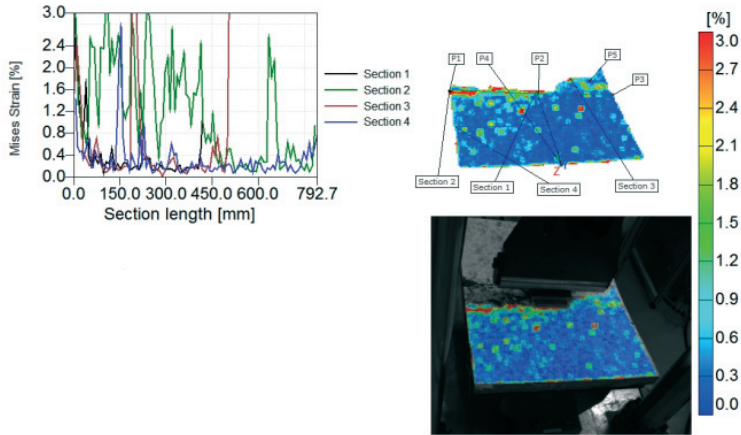 Mises Strain [%]
3.0
2.4
2.0
1.6
1.2
0.8
0.4
0.0
0.0 150.0 300.0 450.0 600.0 792.7
Section length [mm]
Section 1
Section 2
Section 3
Section 4
P1 P4 P2 P5 P3
Section 2 Section 1 Section 4 Section 3
Z
[%]
3.0
2.7
2.4
2.1
1.8
1.5
1.2
0.9
0.6
0.3
0.0